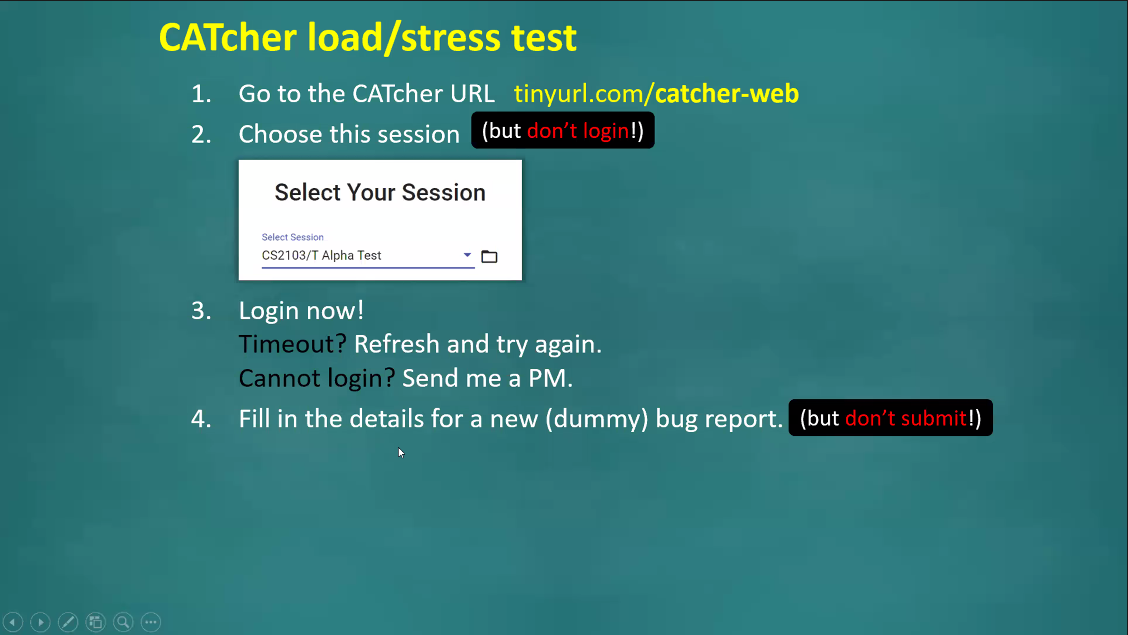 CATcher load/stress test
1. Go to the CATcher URL tinyurl.com/catcher-web
2. Choose this session (but don’t login!)
Select Your Session
Select Session
CS2103/T Alpha Test
3. Login now!
Timeout? Refresh and try again.
Cannot login? Send me a PM.
4. Fill in the details for a new (dummy) bug report. (but don’t submit!)